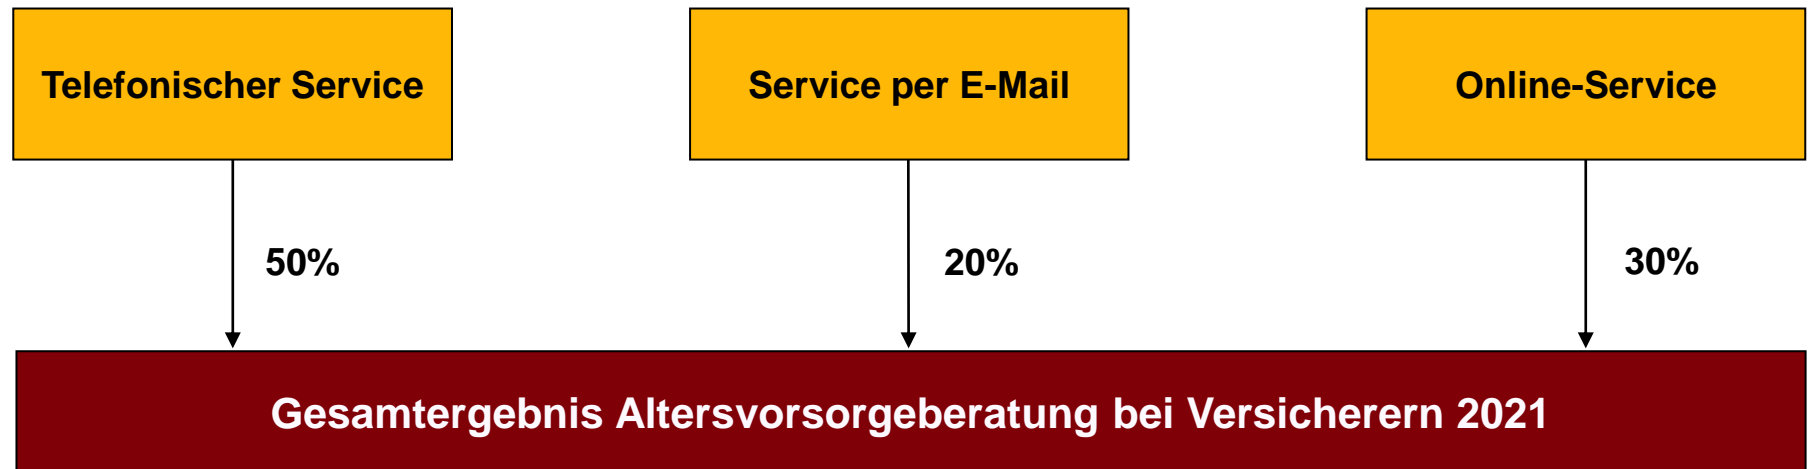 Telefonischer Service
Service per E-Mail
Online-Service
50%
20%
30%
Gesamtergebnis Altersvorsorgeberatung bei Versicherern 2021